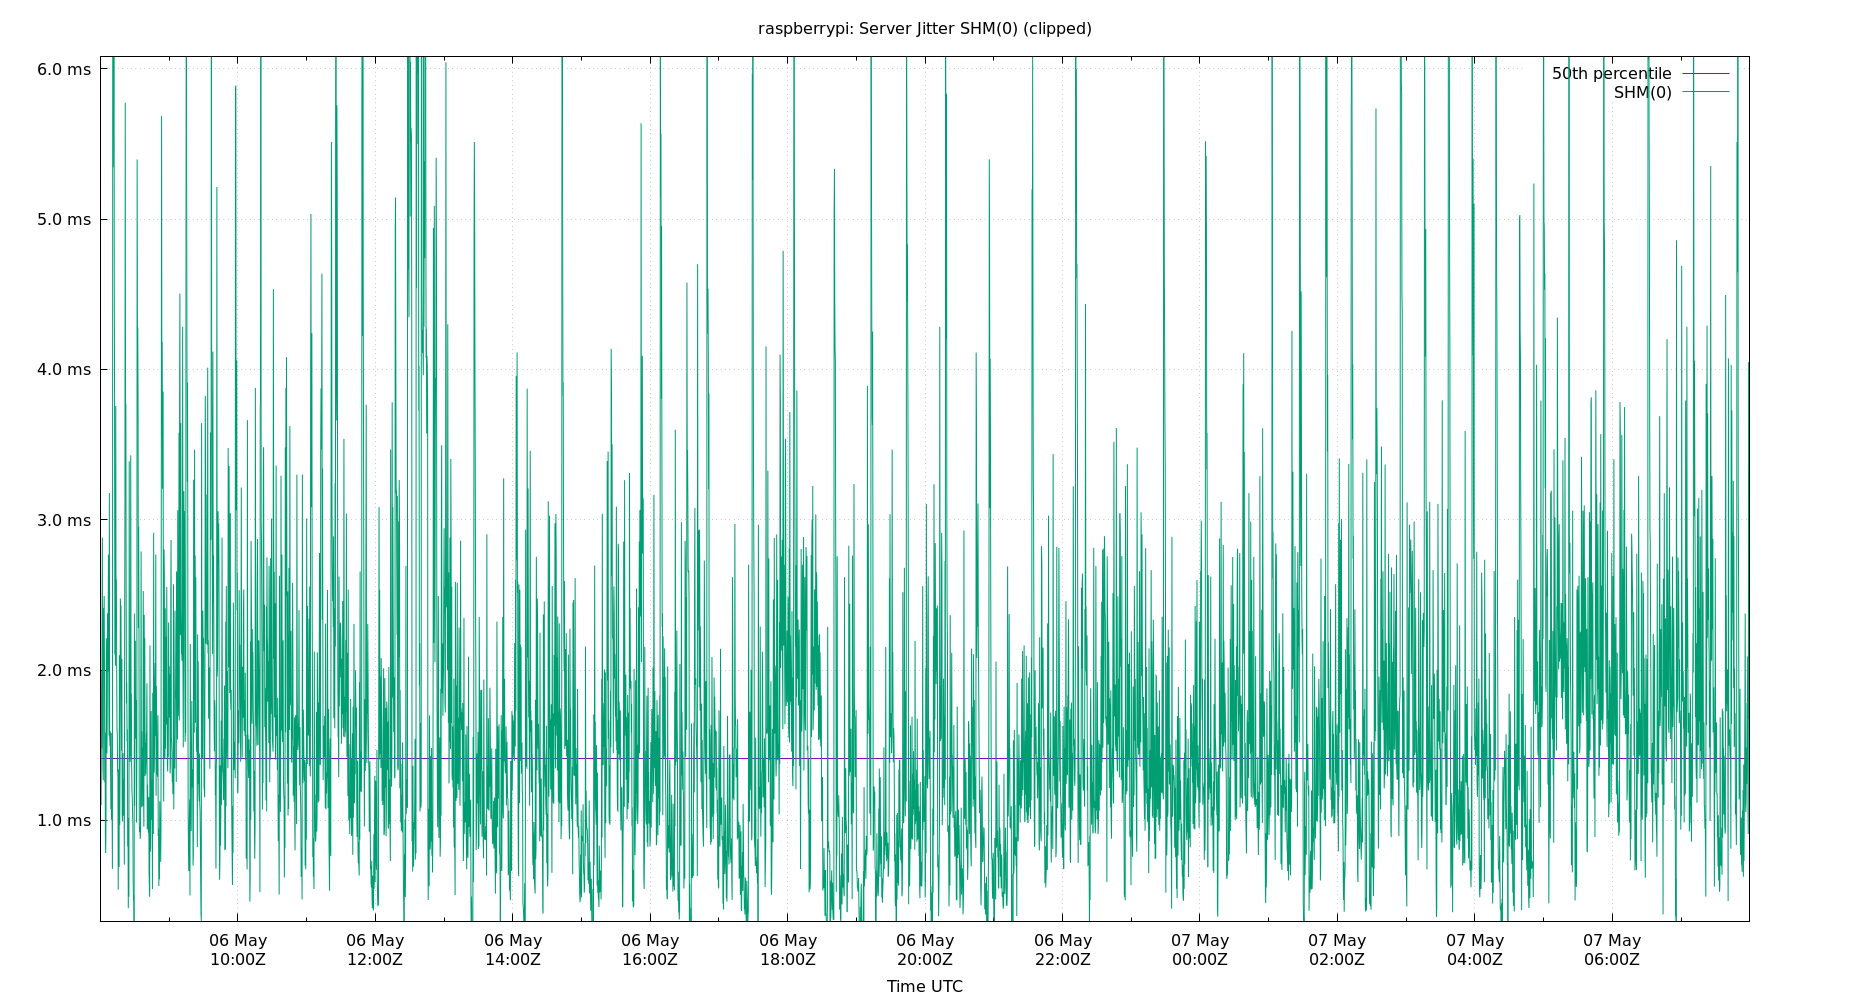 raspberrypi: Server Jitter SHM(0) (clipped)
6.0 ms
50th percentile
SHM(0)
5.0 ms
4.0 ms
3.0 ms
2.0 ms
1.0 ms
06 May 06 May 06 May 06 May 06 May 06 May 06 May 07 May 07 May 07 May 07 May
10:00Z 12:00Z 14:00Z 16:00Z 18:00Z 20:00Z 22:00Z 00:00Z 02:00Z 04:00Z 06:00Z
Time UTC